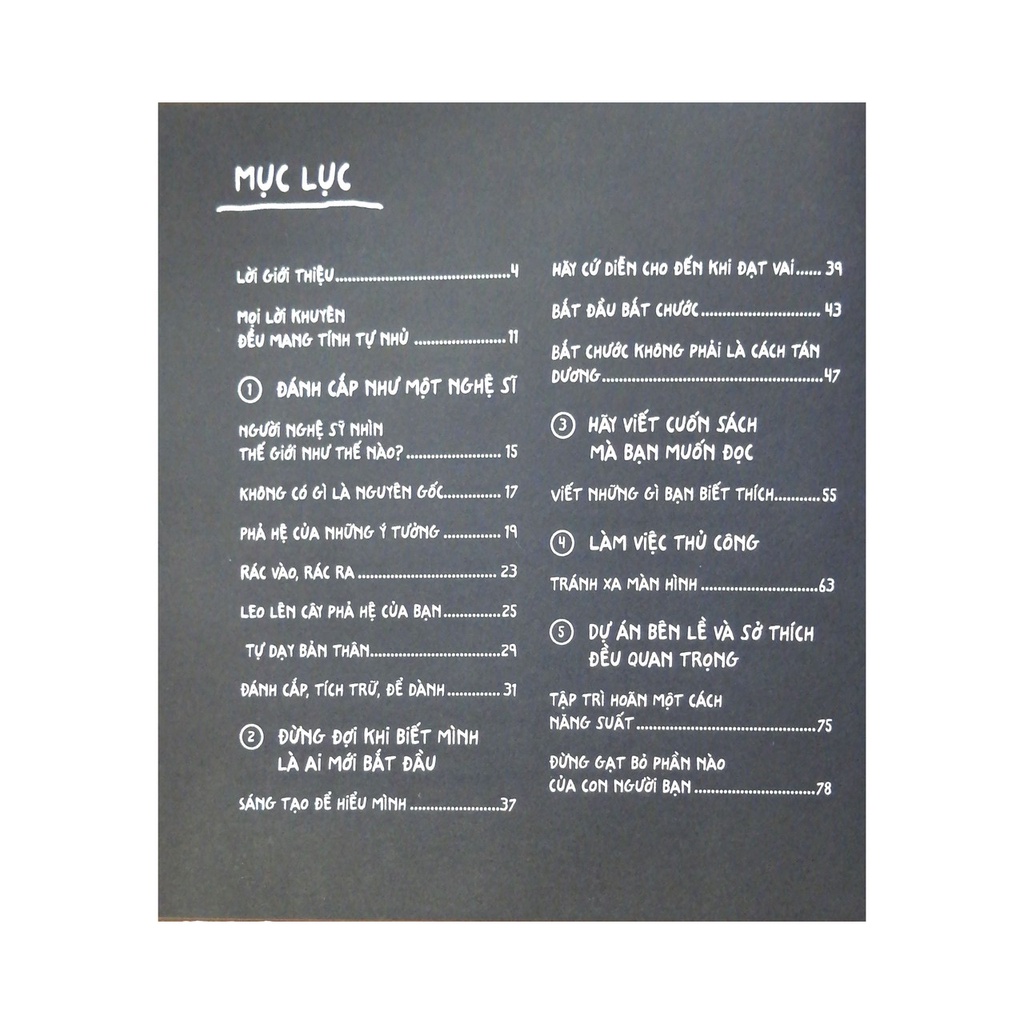 MỤC LỤC
LỜI GIỚI THIỆU..........4
MỌI LỜI KHUYÊN
ĐỀU MANG TÍNH TỰ NHỦ ..........11
① ĐÁNH CẮP NHƯ MỘT NGHỆ SĨ
NGƯỜI NGHỆ SỸ NHÌN
THẾ GIỚI NHƯ THẾ NÀO? .......... 15
KHÔNG CÓ GÌ LÀ NGUYÊN GỐC.......... 17
PHẢ HỆ CỦA NHỮNG Ý TƯỞNG .......... 19
RÁC VÀO, RÁC RA .......... 23
LEO LÊN CÂY PHẢ HỆ CỦA BẠN..........25
TỰ DẠY BẢN THÂN..........29
ĐÁNH CẮP, TÍCH TRỮ, ĐỂ DÀNH .......... 31
② ĐỪNG ĐỢI KHI BIẾT MÌNH
LÀ AI MỚI BẮT ĐẦU
SÁNG TẠO ĐỂ HIỂU MÌNH ..........37
HÃY CỨ DIỄN CHO ĐẾN KHI ĐẠT VAI...... 39
BẮT ĐẦU BẮT CHƯỚC.......... 43
BẮT CHƯỚC KHÔNG PHẢI LÀ CÁCH TÁN
DƯƠNG..........47
③ HÃY VIẾT CUỐN SÁCH
MÀ BẠN MUỐN ĐỌC
VIẾT NHỮNG GÌ BẠN BIẾT THÍCH..........55
④ LÀM VIỆC THỦ CÔNG
TRÁNH XA MÀN HÌNH ..........63
⑤ DỰ ÁN BÊN LỀ VÀ SỞ THÍCH
ĐỀU QUAN TRỌNG
TẬP TRÌ HOÃN MỘT CÁCH
NĂNG SUẤT..........75
ĐỪNG GẠT BỎ PHẦN NÀO
CỦA CON NGƯỜI BẠN ..........78